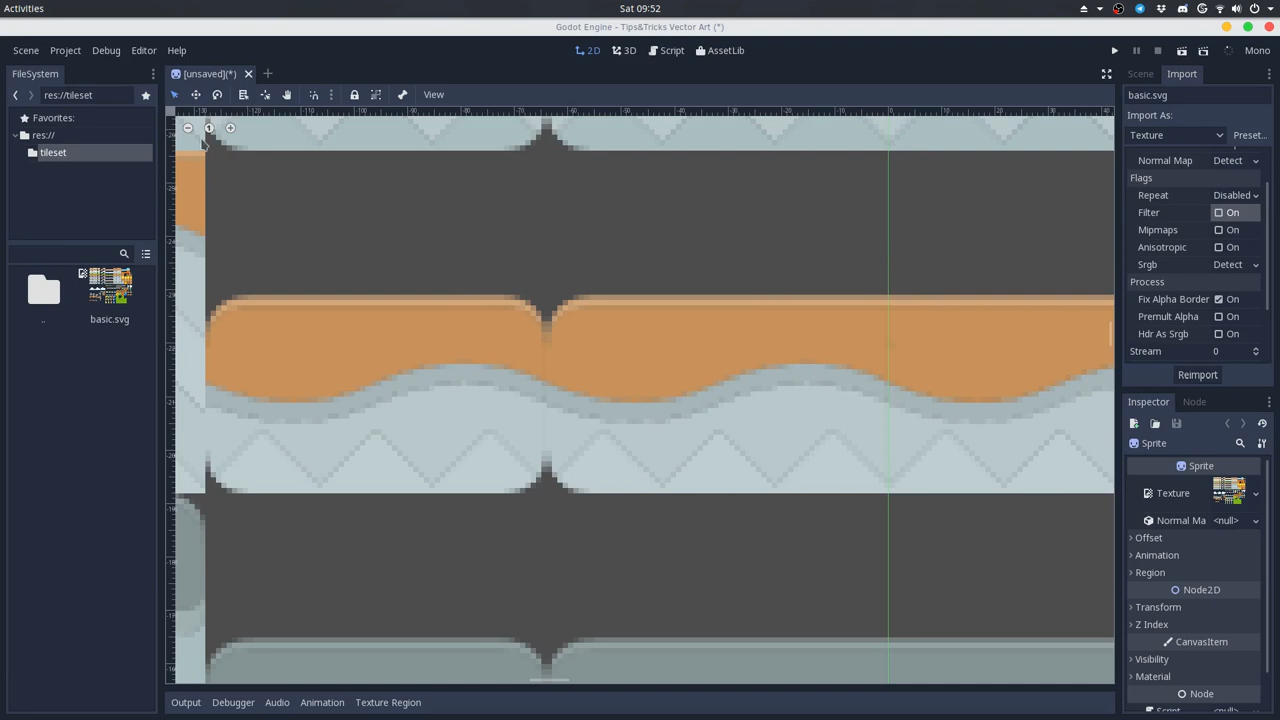 Activities
Sat 09:52
Godot Engine - Tips&Tricks Vector Art (*)
Scene Project Debug Editor Help
2D 3D Script AssetLib
Mono
FileSystem
[unsaved](*)
Scene Import
res://tileset
View
basic.svg
Favorites:
res://
tileset
Import As:
Texture Preset...
Normal Map Detect
Flags
Repeat Disabled
Filter On
Mipmaps On
Anisotropic On
Srgb Detect
Process
Fix Alpha Border On
Premult Alpha On
Hdr As Srgb On
Stream 0
Reimport
..
basic.svg
Inspector Node
Sprite
Sprite
Texture
Normal Ma <null>
Offset
Animation
Region
Node2D
Transform
Z Index
CanvasItem
Visibility
Material
Node
Script <null>
Output Debugger Audio Animation Texture Region